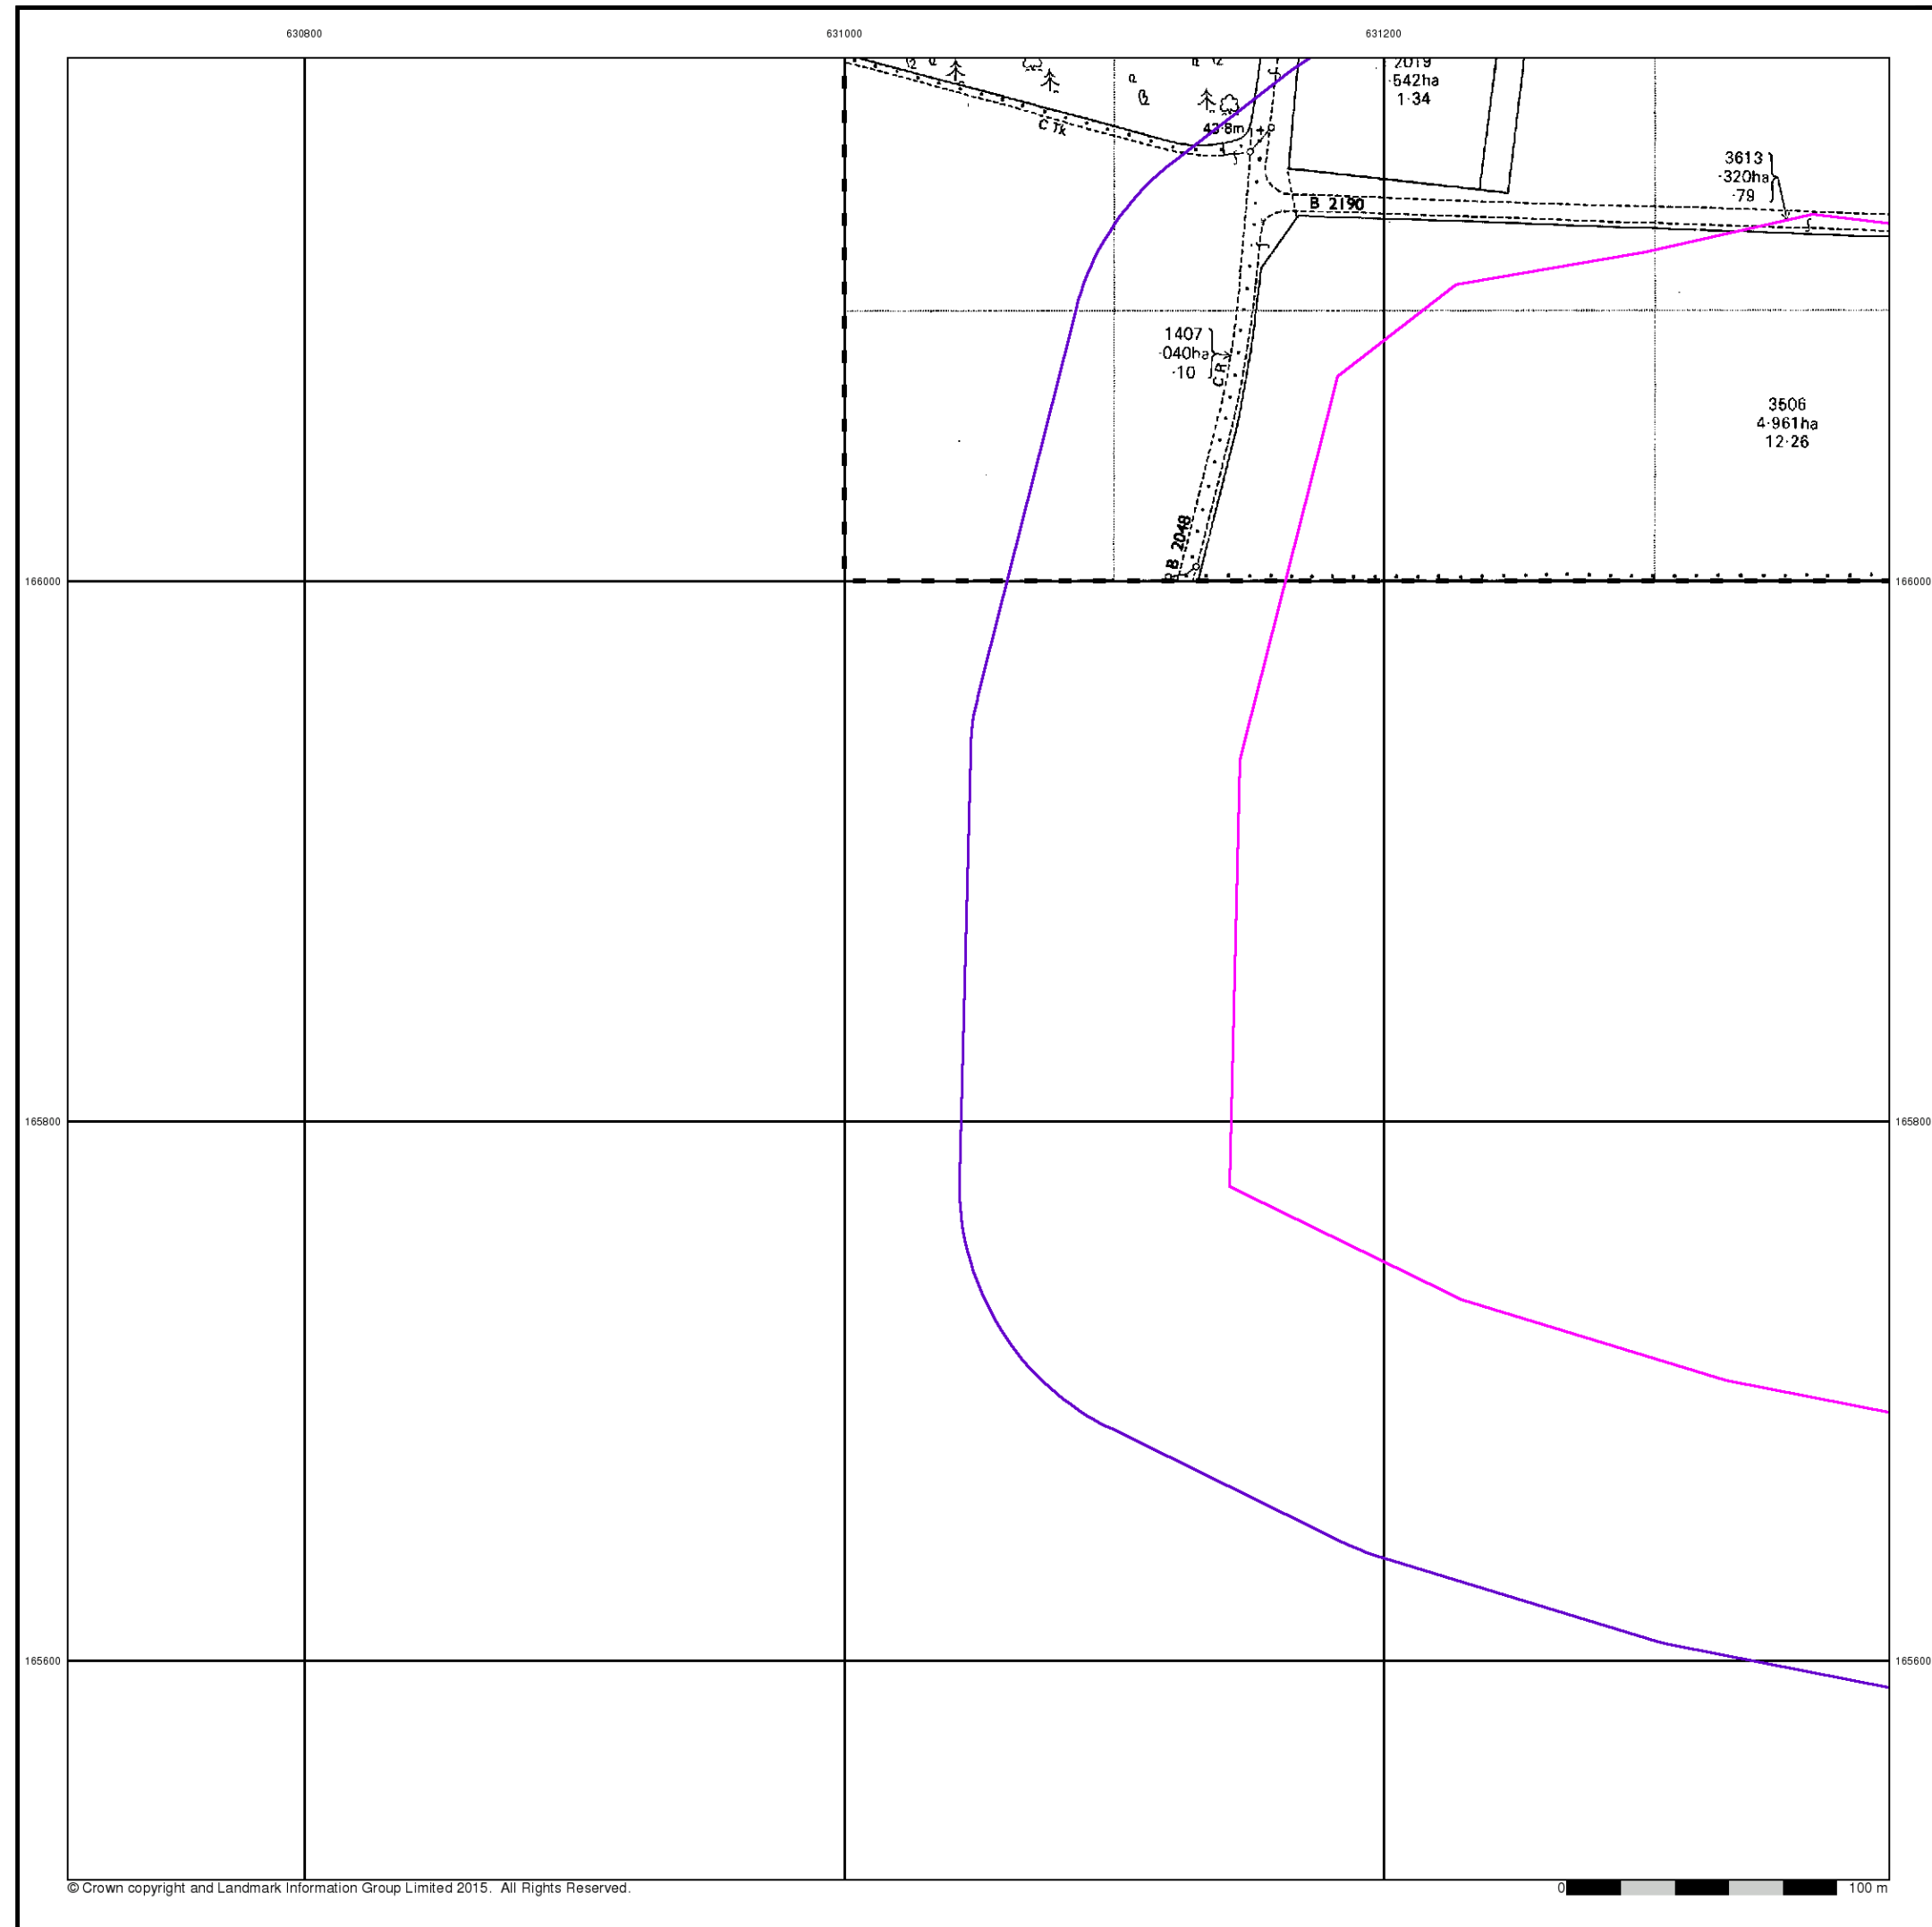 630800
631000
631200
2019
·542ha
1·34
C Tk
43·8m
3613
·320ha
·79
B 2190
1407
·040ha
·10
CR
3506
4·961ha
12·26
B 2048
166000
166000
165800
165800
165600
165600
© Crown copyright and Landmark Information Group Limited 2015. All Rights Reserved.
0
100 m